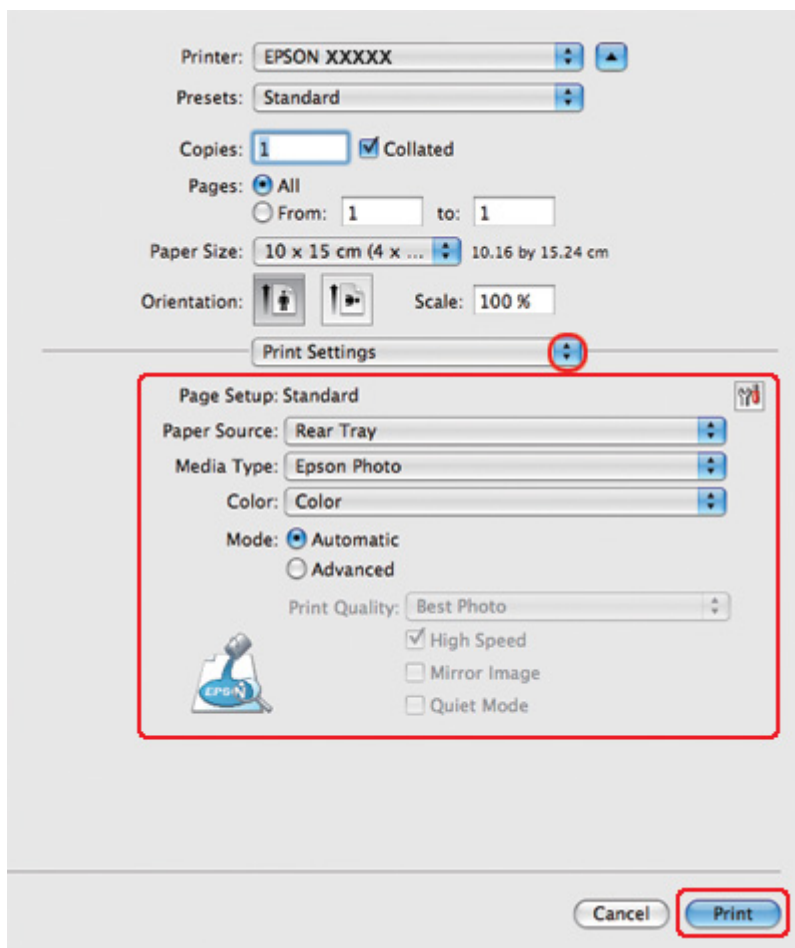 Printer: EPSON XXXXX
Presets: Standard
Copies: 1 Collated
Pages: All
From: 1 to: 1
Paper Size: 10 x 15 cm (4 x ... 10.16 by 15.24 cm
Orientation: Scale: 100 %
Print Settings
Page Setup: Standard
Paper Source: Rear Tray
Media Type: Epson Photo
Color: Color
Mode: Automatic
Advanced
Print Quality: Best Photo
High Speed
Mirror Image
EPSON
Quiet Mode
Cancel Print